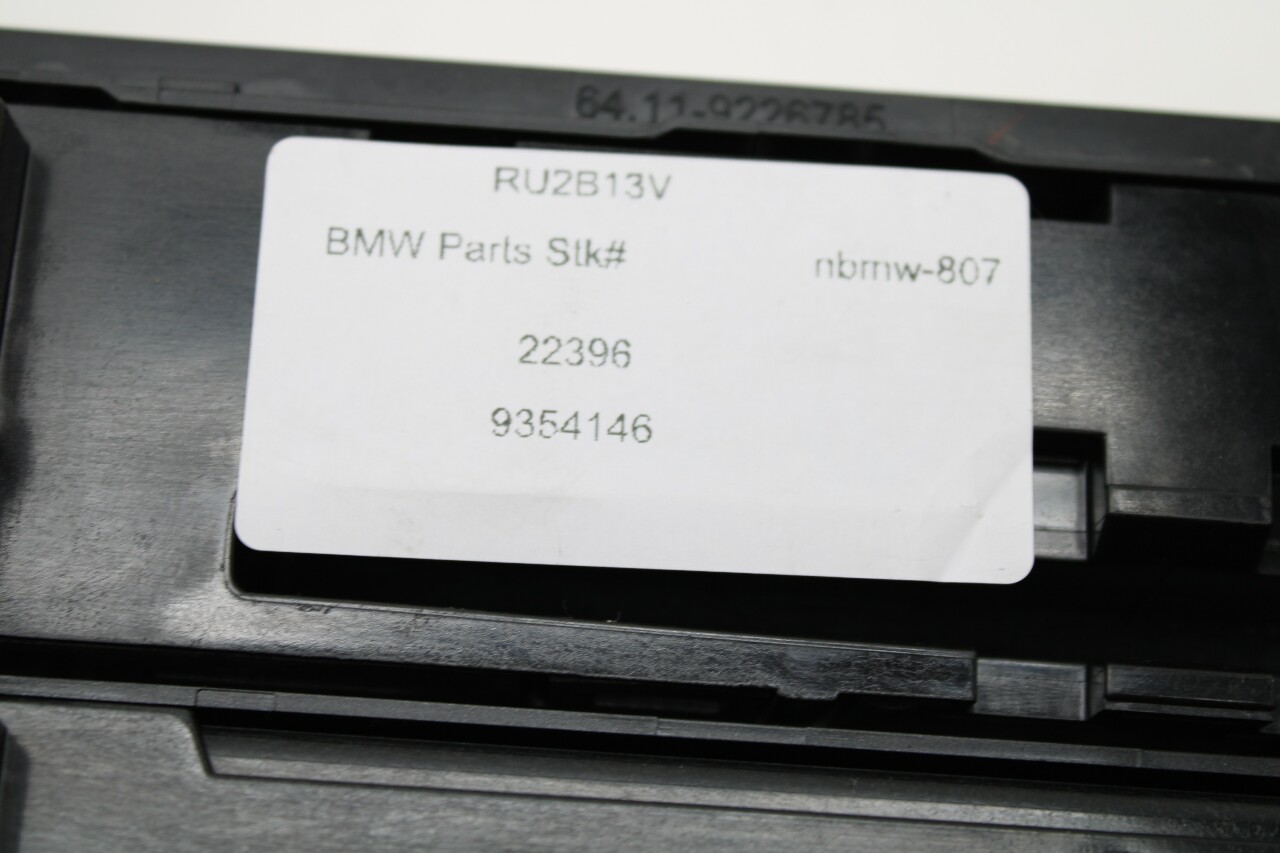 64.11-9226785
RU2B13V
BMW Parts Stk# nbmw-807
22396
9354146